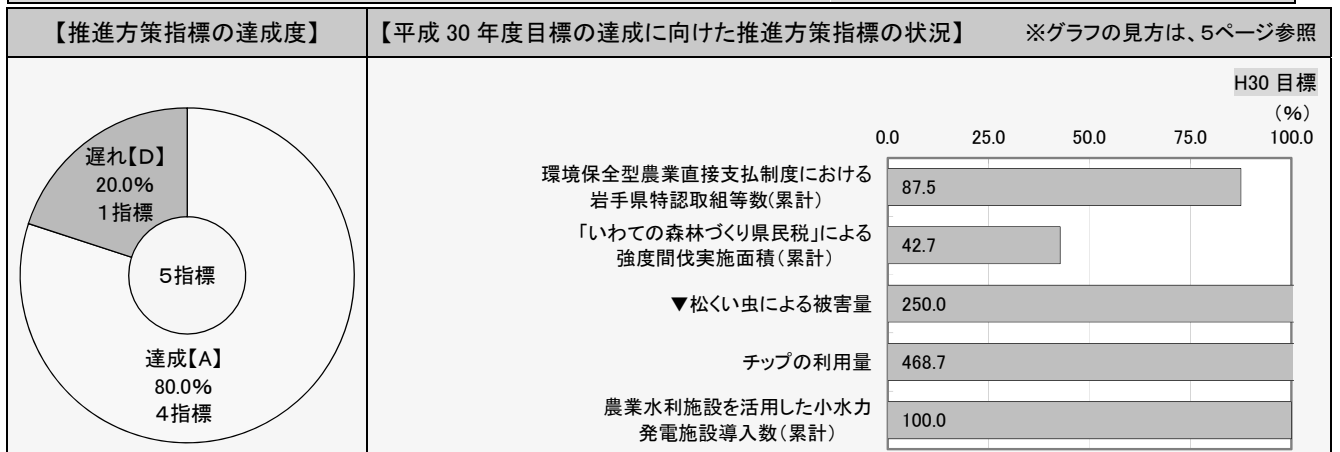 【推進方策指標の達成度】
【平成 30 年度目標の達成に向けた推進方策指標の状況】 ※グラフの見方は、5ページ参照
遅れ【D】
20.0%
1指標
5指標
達成【A】
80.0%
4指標
H30 目標
(%)
0.0 25.0 50.0 75.0 100.0
環境保全型農業直接支払制度における
岩手県特認取組等数(累計)
87.5
「いわての森林づくり県民税」による
強度間伐実施面積(累計)
42.7
▼松くい虫による被害量
250.0
チップの利用量
468.7
農業水利施設を活用した小水力
発電施設導入数(累計)
100.0